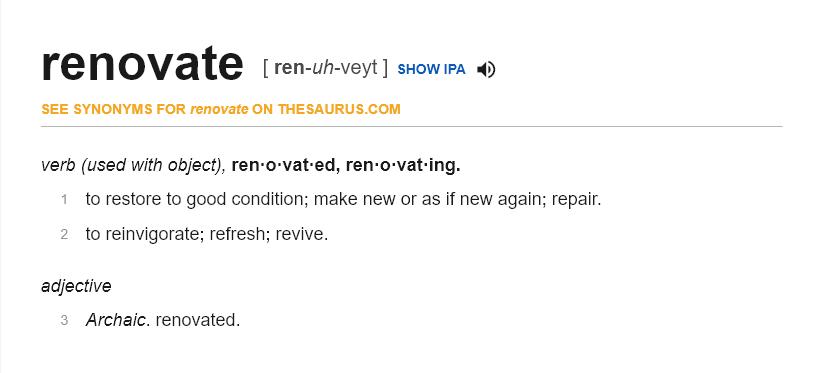 renovate [ ren-uh-veyt ] SHOW IPA
SEE SYNONYMS FOR renovate ON THESAURUS.COM
verb (used with object), ren·o·vat·ed, ren·o·vat·ing.
1 to restore to good condition; make new or as if new again; repair.
2 to reinvigorate; refresh; revive.
adjective
3 Archaic. renovated.